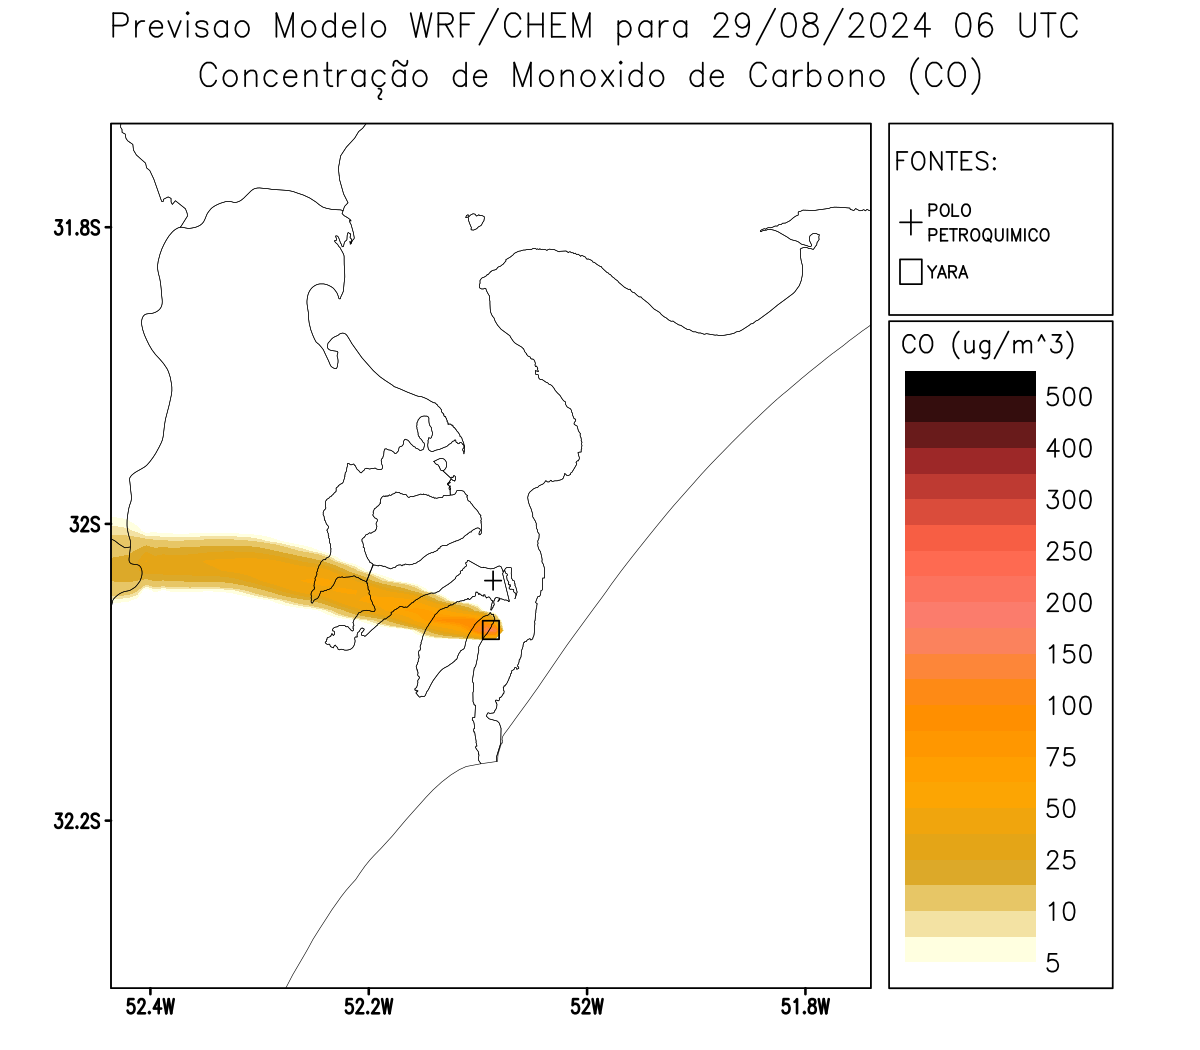 Previsao Modelo WRF/CHEM para 29/08/2024 06 UTC
Concentração de Monoxido de Carbono (CO)
FONTES:
POLO
PETROQUIMICO
YARA
CO (ug/m^3)
500
400
300
250
200
150
100
75
50
25
10
5
31.8S
32S
32.2S
52.4W
52.2W
52W
51.8W